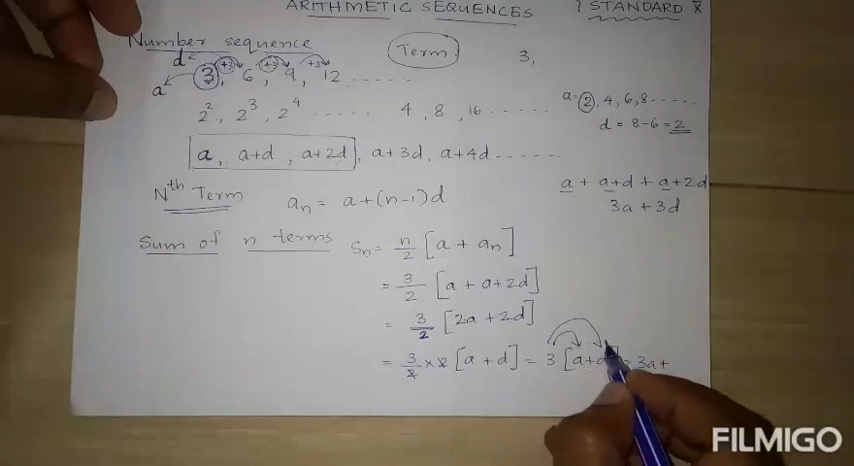 ARITHMETIC SEQUENCES
STANDARD X
Number sequence
Term
3,
d +3 +3 +3
3, 6, 9, 12 ......
a
a = 2, 4, 6, 8 ......
2², 2³, 2⁴ ...... 4, 8, 16 ......
d = 8-6 = 2
a, a+d, a+2d, a+3d, a+4d ......
Nth Term aₙ = a+(n-1)d
a + a+d + a+2d
3a + 3d
Sum of n terms Sₙ = n/2 [a + aₙ]
= 3/2 [a + a+2d]
= 3/2 [2a + 2d]
= 3/2 × 2 [a + d] = 3 [a+d] = 3a+
FILMIGO